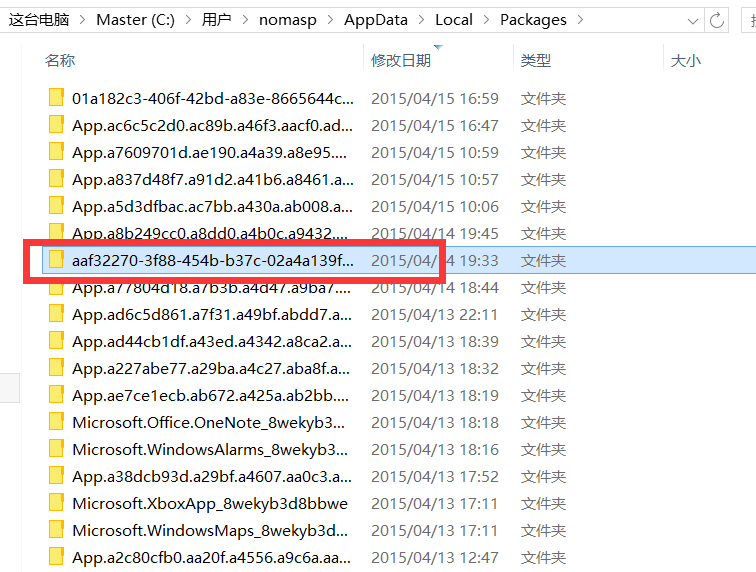 这台电脑 > Master (C:) > 用户 > nomasp > AppData > Local > Packages >
名称 修改日期 类型 大小
01a182c3-406f-42bd-a83e-8665644c... 2015/04/15 16:59 文件夹
App.ac6c5c2d0.ac89b.a46f3.aacf0.ad... 2015/04/15 16:47 文件夹
App.a7609701d.ae190.a4a39.a8e95.... 2015/04/15 10:59 文件夹
App.a837d48f7.a91d2.a41b6.a8461.a... 2015/04/15 10:57 文件夹
App.a5d3dfbac.ac7bb.a430a.ab008.a... 2015/04/15 10:06 文件夹
App.a8b249cc0.a8dd0.a4b0c.a9432.... 2015/04/14 19:45 文件夹
aaf32270-3f88-454b-b37c-02a4a139f... 2015/04/14 19:33 文件夹
App.a77804d18.a7b3b.a4d47.a9ba7.... 2015/04/14 18:44 文件夹
App.ad6c5d861.a7f31.a49bf.abdd7.a... 2015/04/13 22:11 文件夹
App.ad44cb1df.a43ed.a4342.a8ca2.a... 2015/04/13 18:39 文件夹
App.a227abe77.a29ba.a4c27.aba8f.a... 2015/04/13 18:32 文件夹
App.ae7ce1ecb.ab672.a425a.ab2bb.... 2015/04/13 18:19 文件夹
Microsoft.Office.OneNote_8wekyb3... 2015/04/13 18:18 文件夹
Microsoft.WindowsAlarms_8wekyb3... 2015/04/13 18:16 文件夹
App.a38dcb93d.a29bf.a4607.aa0c3.a... 2015/04/13 17:52 文件夹
Microsoft.XboxApp_8wekyb3d8bbwe 2015/04/13 17:11 文件夹
Microsoft.WindowsMaps_8wekyb3d... 2015/04/13 17:11 文件夹
App.a2c80cfb0.aa20f.a4556.a9c6a.aa... 2015/04/13 12:47 文件夹